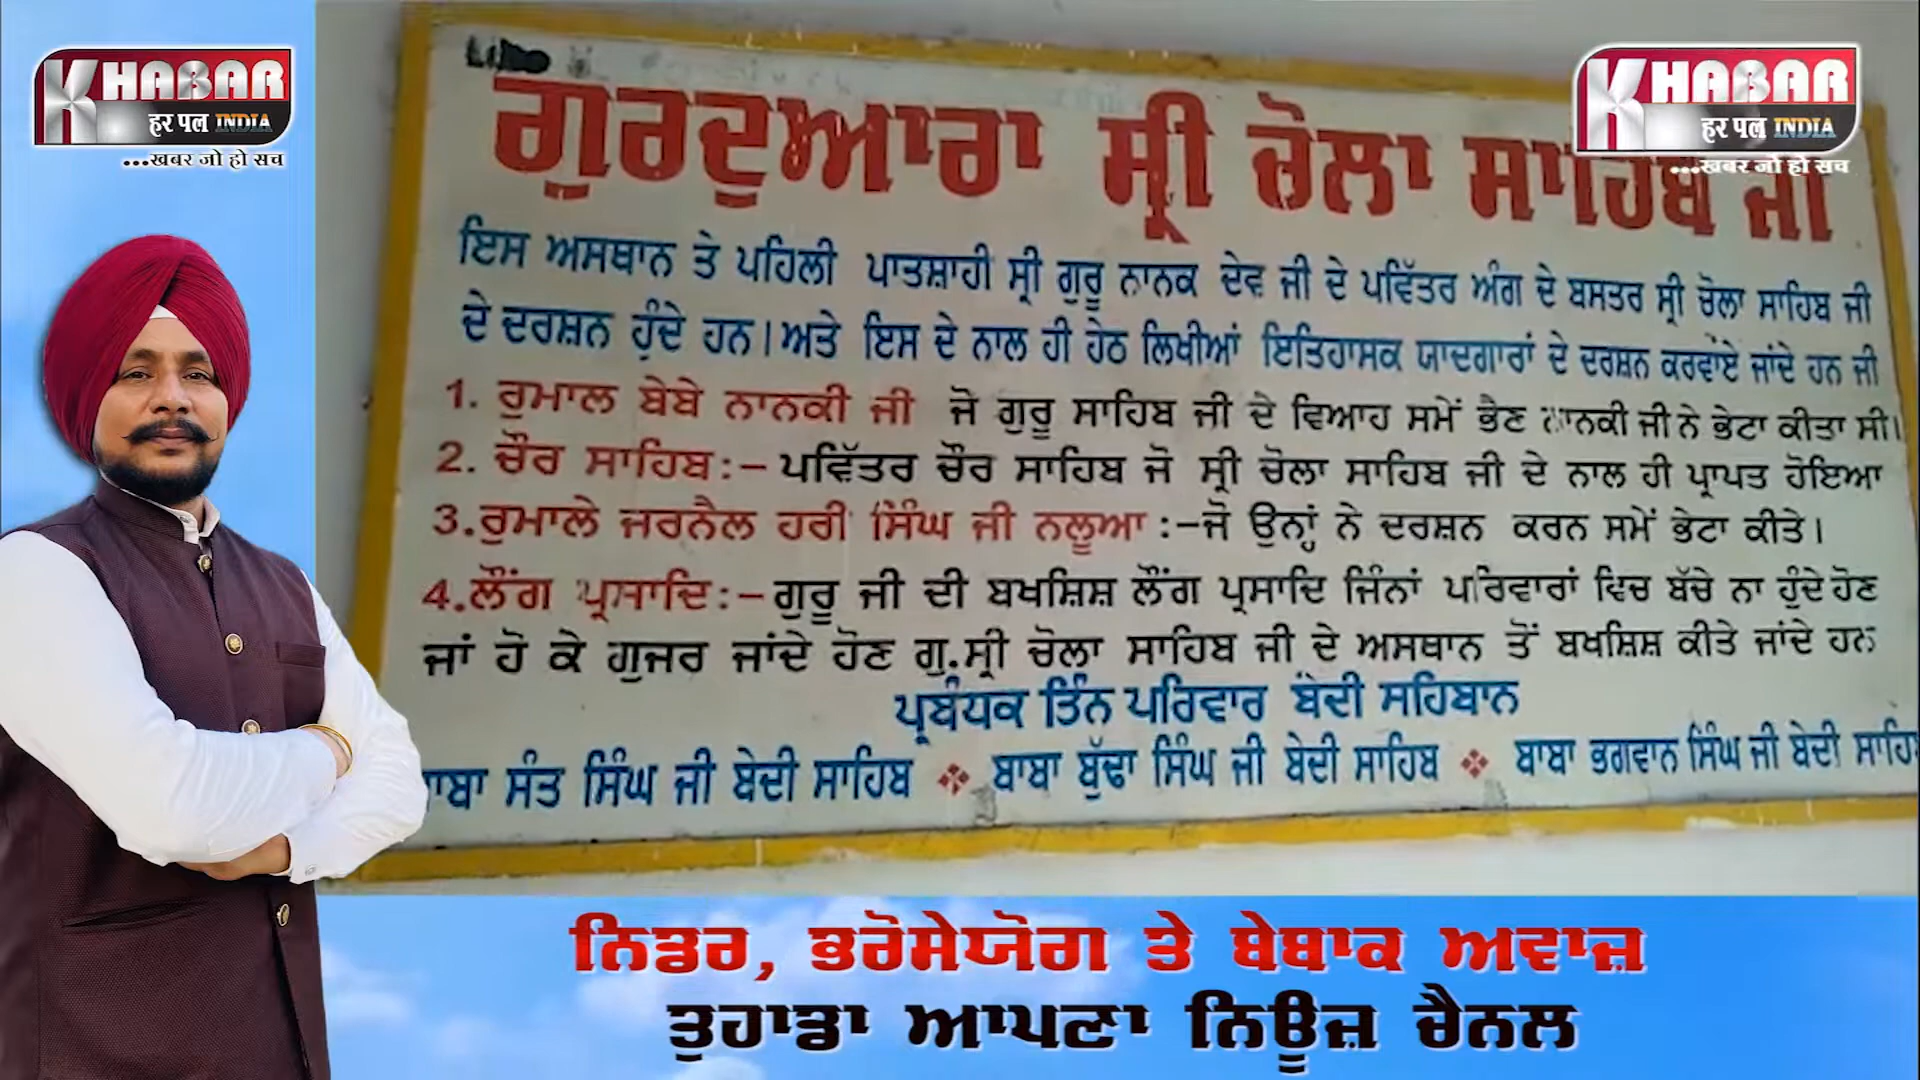 KHABAR
हर पल INDIA
...खबर जो हो सच
KHABAR
हर पल INDIA
...खबर जो हो सच
ਗੁਰਦੁਆਰਾ ਸ੍ਰੀ ਚੋਲਾ ਸਾਹਿਬ ਜੀ
ਇਸ ਅਸਥਾਨ ਤੇ ਪਹਿਲੀ ਪਾਤਸ਼ਾਹੀ ਸ੍ਰੀ ਗੁਰੂ ਨਾਨਕ ਦੇਵ ਜੀ ਦੇ ਪਵਿੱਤਰ ਅੰਗ ਦੇ ਬਸਤਰ ਸ੍ਰੀ ਚੋਲਾ ਸਾਹਿਬ ਜੀ
ਦੇ ਦਰਸ਼ਨ ਹੁੰਦੇ ਹਨ। ਅਤੇ ਇਸ ਦੇ ਨਾਲ ਹੀ ਹੇਠ ਲਿਖੀਆਂ ਇਤਿਹਾਸਕ ਯਾਦਗਾਰਾਂ ਦੇ ਦਰਸ਼ਨ ਕਰਵਾਂਏ ਜਾਂਦੇ ਹਨ ਜੀ
1. ਰੁਮਾਲ ਬੇਬੇ ਨਾਨਕੀ ਜੀ ਜੋ ਗੁਰੂ ਸਾਹਿਬ ਜੀ ਦੇ ਵਿਆਹ ਸਮੇਂ ਭੈਣ ਨਾਨਕੀ ਜੀ ਨੇ ਭੇਟਾ ਕੀਤਾ ਸੀ।
2. ਚੌਰ ਸਾਹਿਬ:- ਪਵਿੱਤਰ ਚੌਰ ਸਾਹਿਬ ਜੋ ਸ੍ਰੀ ਚੋਲਾ ਸਾਹਿਬ ਜੀ ਦੇ ਨਾਲ ਹੀ ਪ੍ਰਾਪਤ ਹੋਇਆ
3. ਰੁਮਾਲੇ ਜਰਨੈਲ ਹਰੀ ਸਿੰਘ ਜੀ ਨਲੂਆ :-ਜੋ ਉਨ੍ਹਾਂ ਨੇ ਦਰਸ਼ਨ ਕਰਨ ਸਮੇਂ ਭੇਟਾ ਕੀਤੇ।
4. ਲੌਂਗ ਪ੍ਰਸਾਦਿ:- ਗੁਰੂ ਜੀ ਦੀ ਬਖਸ਼ਿਸ਼ ਲੌਂਗ ਪ੍ਰਸਾਦਿ ਜਿੰਨਾਂ ਪਰਿਵਾਰਾਂ ਵਿਚ ਬੱਚੇ ਨਾ ਹੁੰਦੇ ਹੋਣ
ਜਾਂ ਹੋ ਕੇ ਗੁਜਰ ਜਾਂਦੇ ਹੋਣ ਗੁ.ਸ੍ਰੀ ਚੋਲਾ ਸਾਹਿਬ ਜੀ ਦੇ ਅਸਥਾਨ ਤੋਂ ਬਖਸ਼ਿਸ਼ ਕੀਤੇ ਜਾਂਦੇ ਹਨ
ਪ੍ਰਬੰਧਕ ਤਿੰਨ ਪਰਿਵਾਰ ਬੇਦੀ ਸਹਿਬਾਨ
ਬਾਬਾ ਸੰਤ ਸਿੰਘ ਜੀ ਬੇਦੀ ਸਾਹਿਬ ❖ ਬਾਬਾ ਬੁੱਢਾ ਸਿੰਘ ਜੀ ਬੇਦੀ ਸਾਹਿਬ ❖ ਬਾਬਾ ਭਗਵਾਨ ਸਿੰਘ ਜੀ ਬੇਦੀ ਸਾਹਿਬ
ਨਿਡਰ, ਭਰੋਸੇਯੋਗ ਤੇ ਬੇਬਾਕ ਅਵਾਜ਼
ਤੁਹਾਡਾ ਆਪਣਾ ਨਿਊਜ਼ ਚੈਨਲ